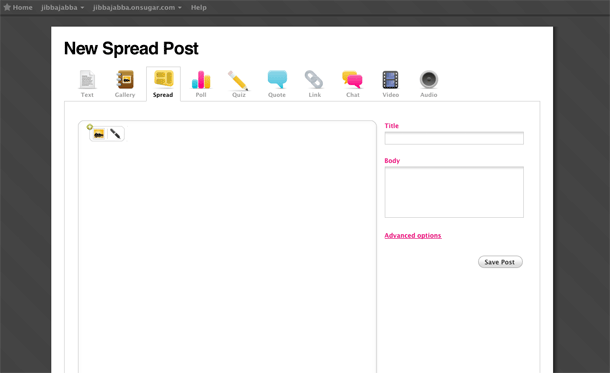 Home jibbajabba jibbajabba.onsugar.com Help
New Spread Post
Text Gallery Spread Poll Quiz Quote Link Chat Video Audio
Title
Body
Advanced options
Save Post